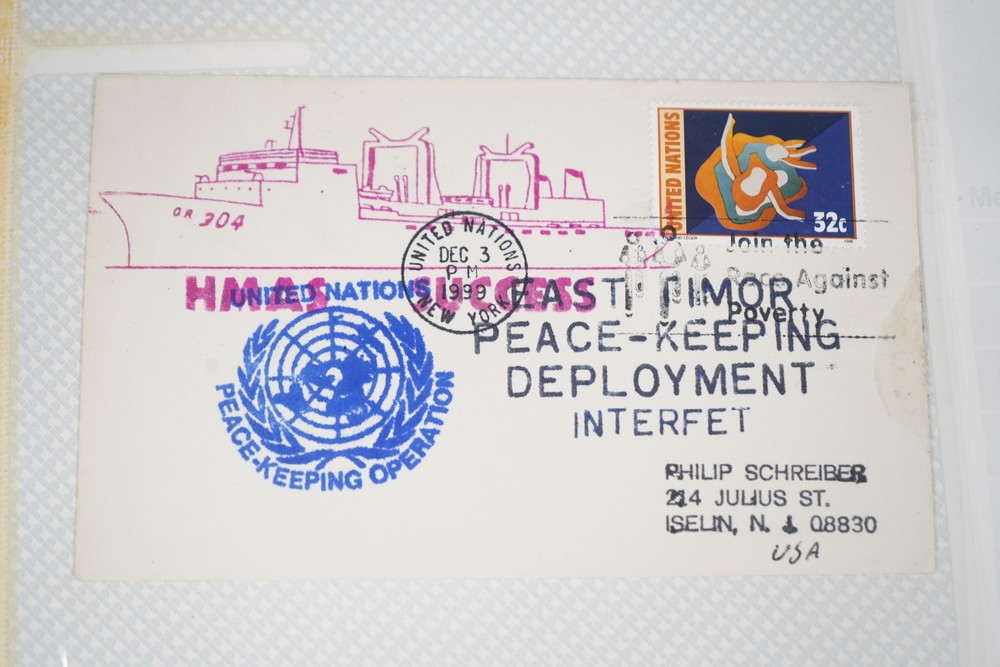 UNITED NATIONS
32c
OR 304
HMAS SUCCESS
UNITED NATIONS
DEC 3
PM
1999
NEW YORK
Join the
Race Against
Poverty
UNITED NATIONS
PEACE-KEEPING OPERATION
EAST TIMOR
PEACE-KEEPING
DEPLOYMENT
INTERFET
PHILIP SCHREIBER
214 JULIUS ST.
ISELIN, N. J. 08830
USA